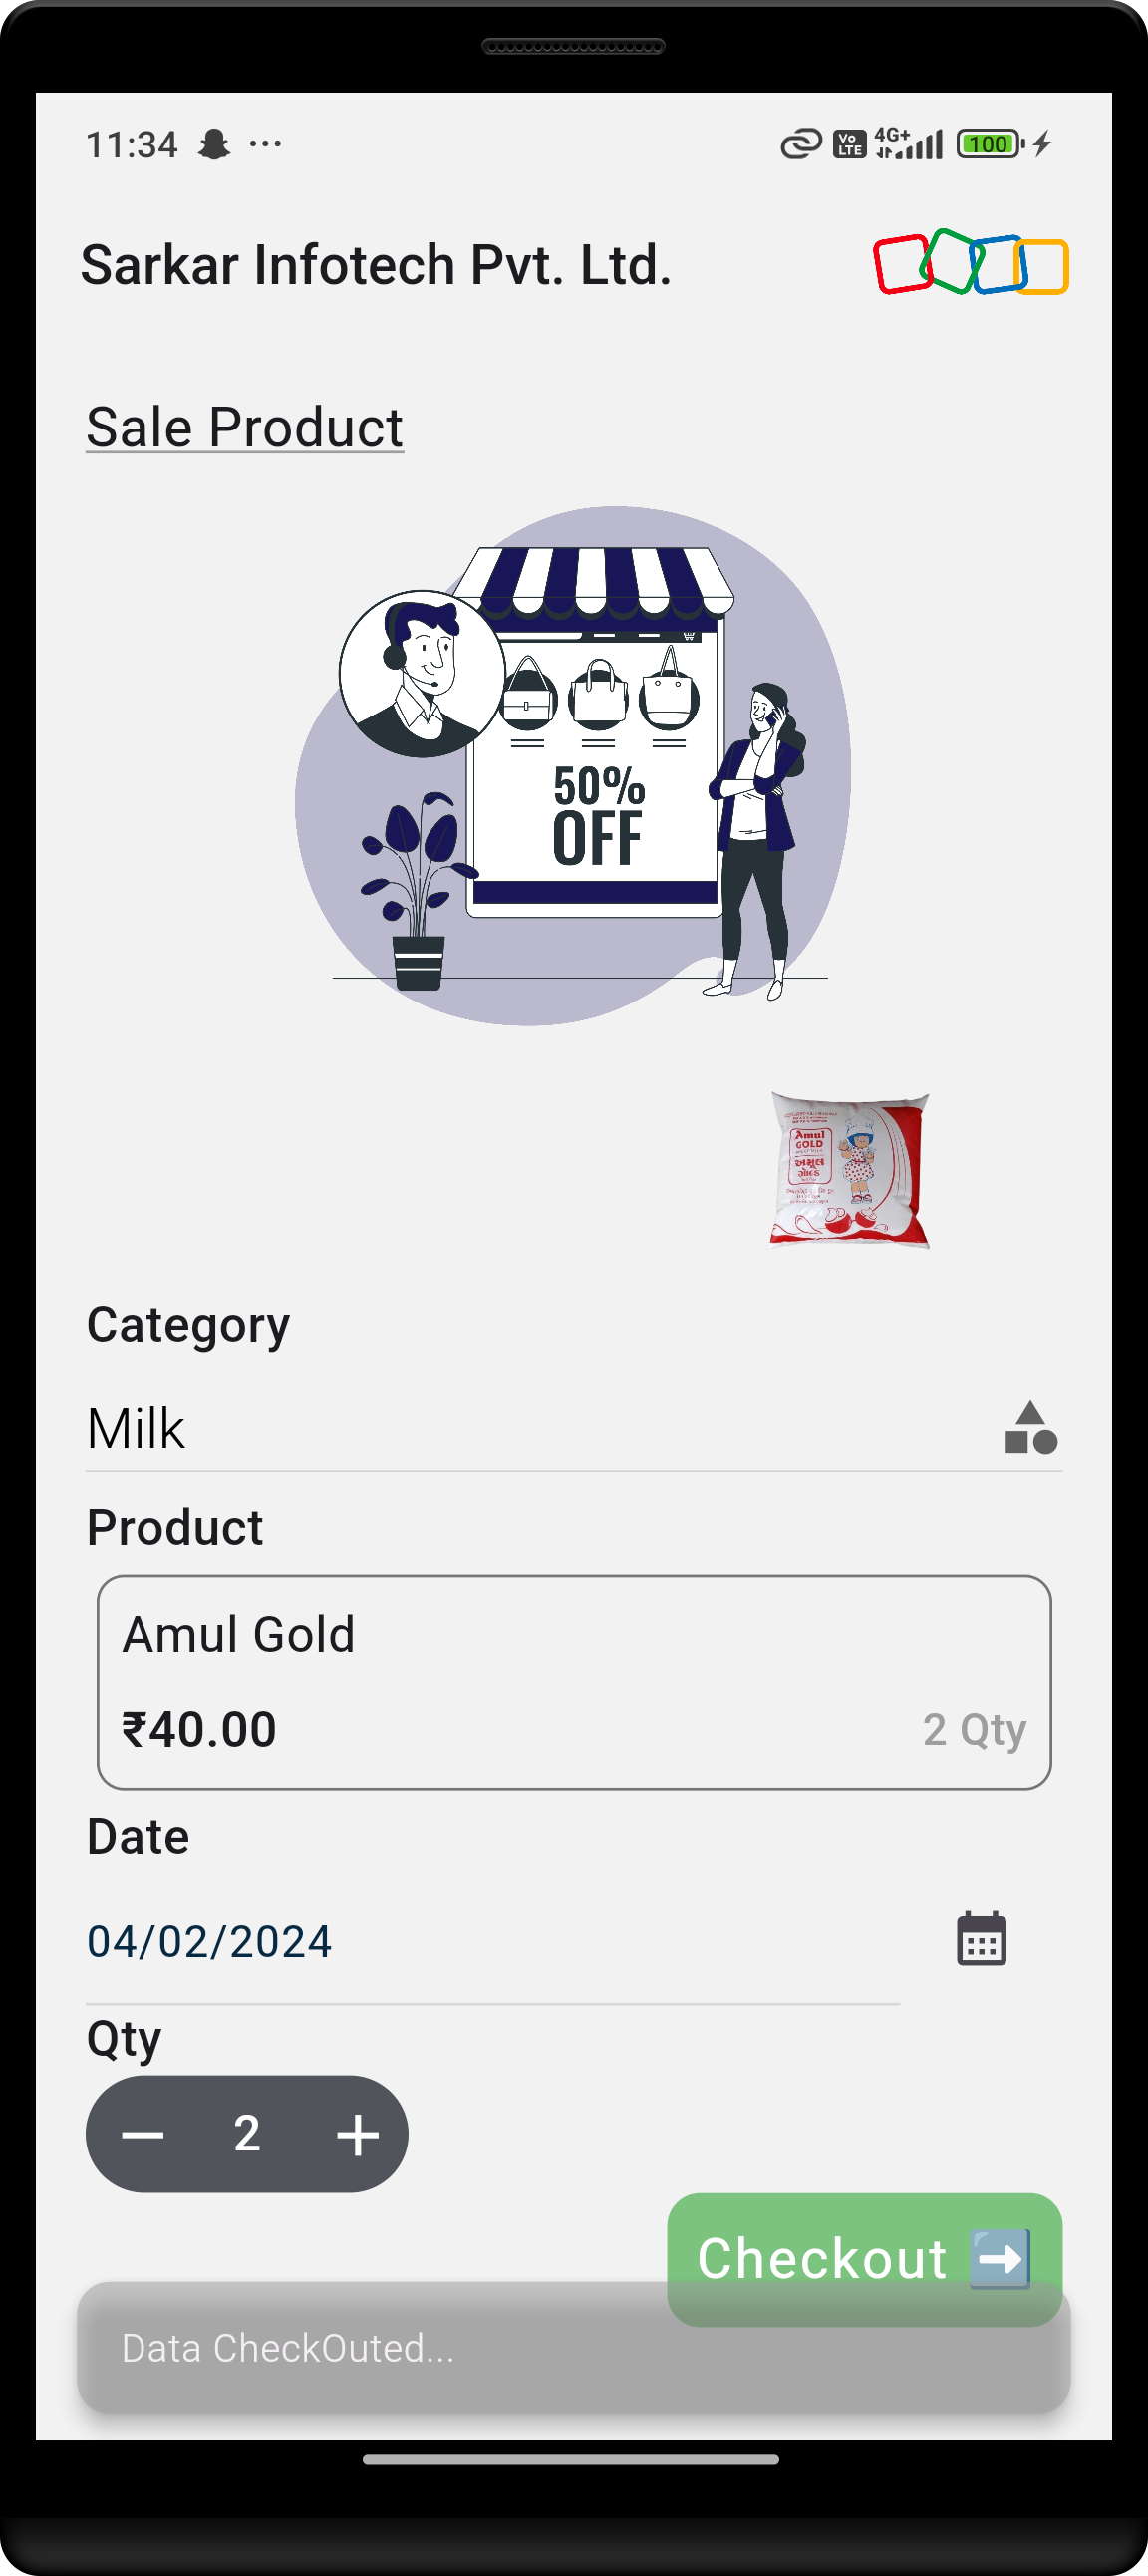 11:34
Vo LTE 4G+ 100
Sarkar Infotech Pvt. Ltd.
Sale Product
50%
OFF
Amul
GOLD
અમૂલ
ગોલ્ડ
Category
Milk
Product
Amul Gold
₹40.00
2 Qty
Date
04/02/2024
Qty
2
Checkout
Data CheckOuted...